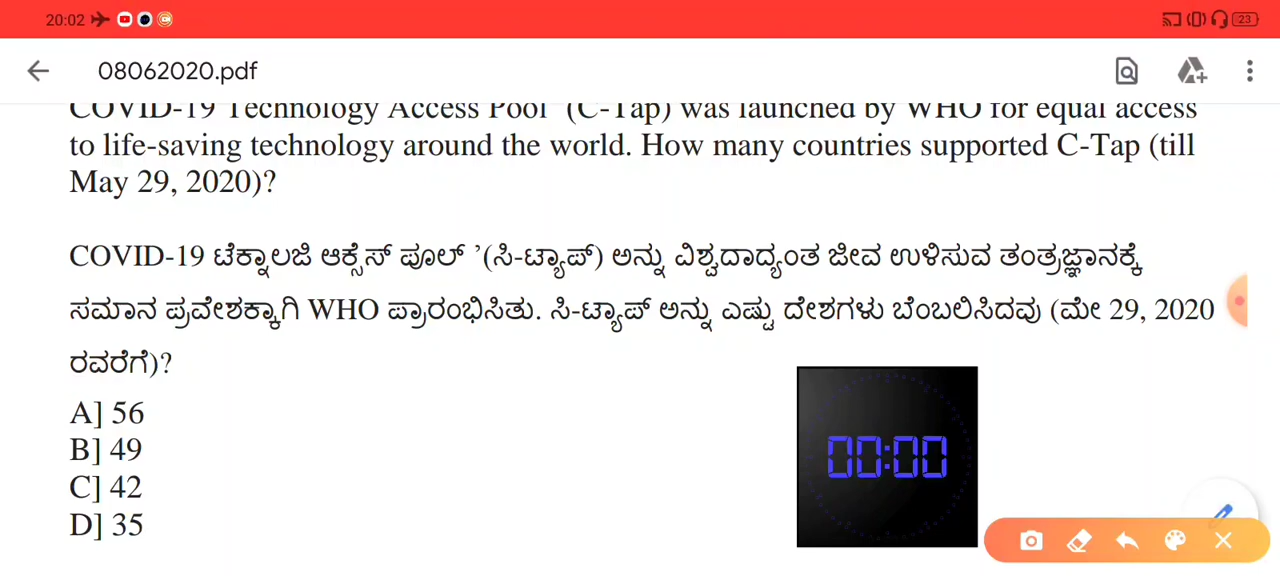 20:02
23
08062020.pdf
COVID-19 Technology Access Pool (C-Tap) was launched by WHO for equal access
to life-saving technology around the world. How many countries supported C-Tap (till
May 29, 2020)?
COVID-19 ಟೆಕ್ನಾಲಜಿ ಆಕ್ಸೆಸ್ ಪೂಲ್ ’(ಸಿ-ಟ್ಯಾಪ್) ಅನ್ನು ವಿಶ್ವದಾದ್ಯಂತ ಜೀವ ಉಳಿಸುವ ತಂತ್ರಜ್ಞಾನಕ್ಕೆ
ಸಮಾನ ಪ್ರವೇಶಕ್ಕಾಗಿ WHO ಪ್ರಾರಂಭಿಸಿತು. ಸಿ-ಟ್ಯಾಪ್ ಅನ್ನು ಎಷ್ಟು ದೇಶಗಳು ಬೆಂಬಲಿಸಿದವು (ಮೇ 29, 2020
ರವರೆಗೆ)?
A] 56
B] 49
C] 42
D] 35
00:00